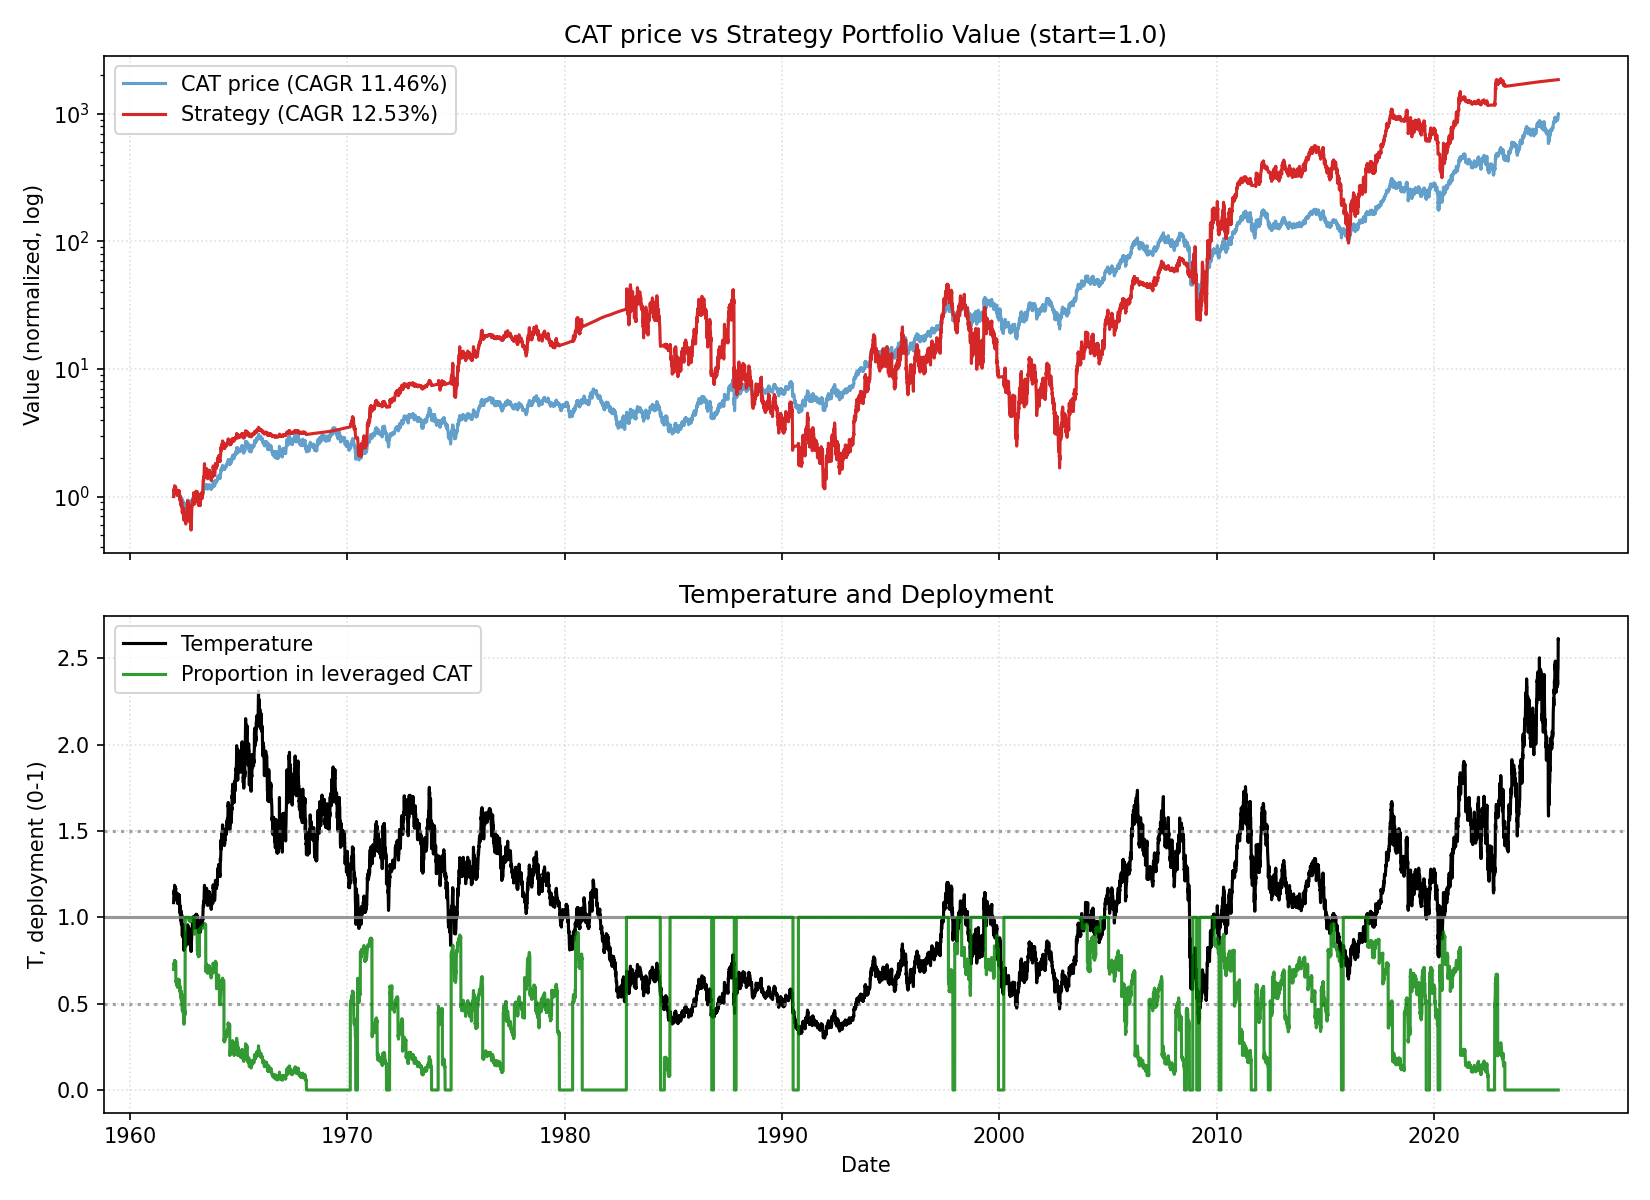 CAT price vs Strategy Portfolio Value (start=1.0)
CAT price (CAGR 11.46%)
Strategy (CAGR 12.53%)
Value (normalized, log)
10³
10²
10¹
10⁰
Temperature and Deployment
Temperature
Proportion in leveraged CAT
T, deployment (0-1)
2.5
2.0
1.5
1.0
0.5
0.0
1960 1970 1980 1990 2000 2010 2020
Date